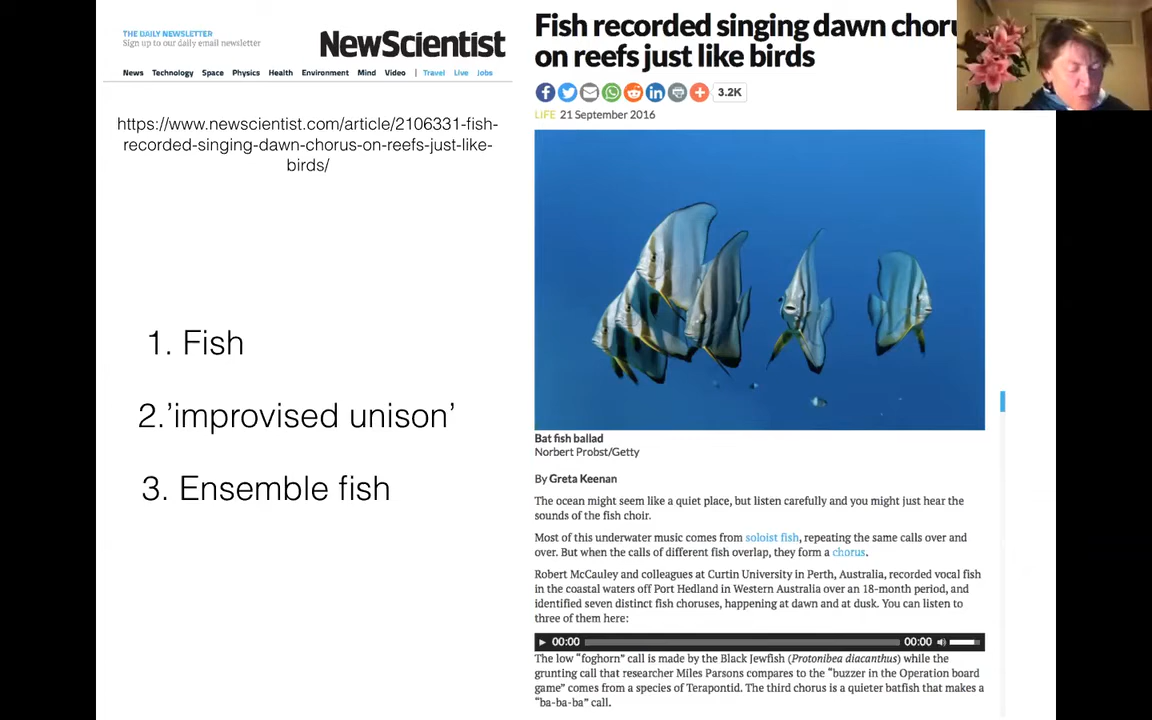 THE DAILY NEWSLETTER
Sign up to our daily email newsletter
NewScientist
News Technology Space Physics Health Environment Mind Video | Travel Live Jobs
https://www.newscientist.com/article/2106331-fish-
recorded-singing-dawn-chorus-on-reefs-just-like-
birds/
1. Fish
2.’improvised unison’
3. Ensemble fish
Fish recorded singing dawn
on reefs just like birds
3.2K
LIFE 21 September 2016
Bat fish ballad
Norbert Probst/Getty
By Greta Keenan
The ocean might seem like a quiet place, but listen carefully and you might just hear the
sounds of the fish choir.
Most of this underwater music comes from soloist fish, repeating the same calls over and
over. But when the calls of different fish overlap, they form a chorus.
Robert McCauley and colleagues at Curtin University in Perth, Australia, recorded vocal fish
in the coastal waters off Port Hedland in Western Australia over an 18-month period, and
identified seven distinct fish choruses, happening at dawn and at dusk. You can listen to
three of them here:
00:00 00:00
The low “foghorn” call is made by the Black Jewfish (Protonibea diacanthus) while the
grunting call that researcher Miles Parsons compares to the “buzzer in the Operation board
game” comes from a species of Terapontid. The third chorus is a quieter batfish that makes a
“ba-ba-ba” call.